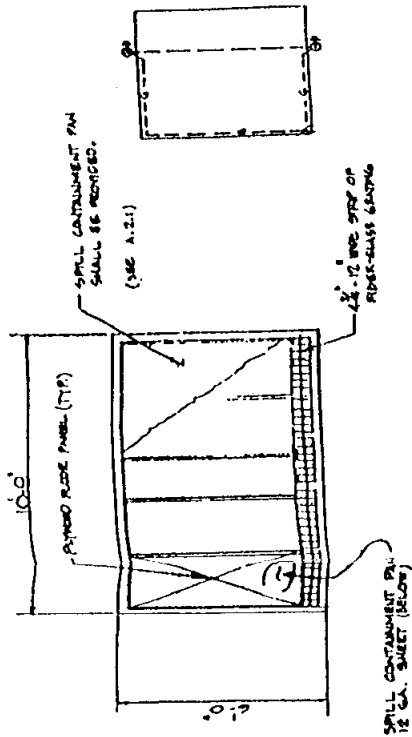 10'-0"
PLYWOOD FLOOR PANEL (TYP.)
SPILL CONTAINMENT PAN
SHALL BE PROVIDED.
(SEE A.2.1)
12" WIDE STRIP OF
FIBER-GLASS GRATING
SPILL CONTAINMENT PAN
12 GA. SHEET (BELOW)